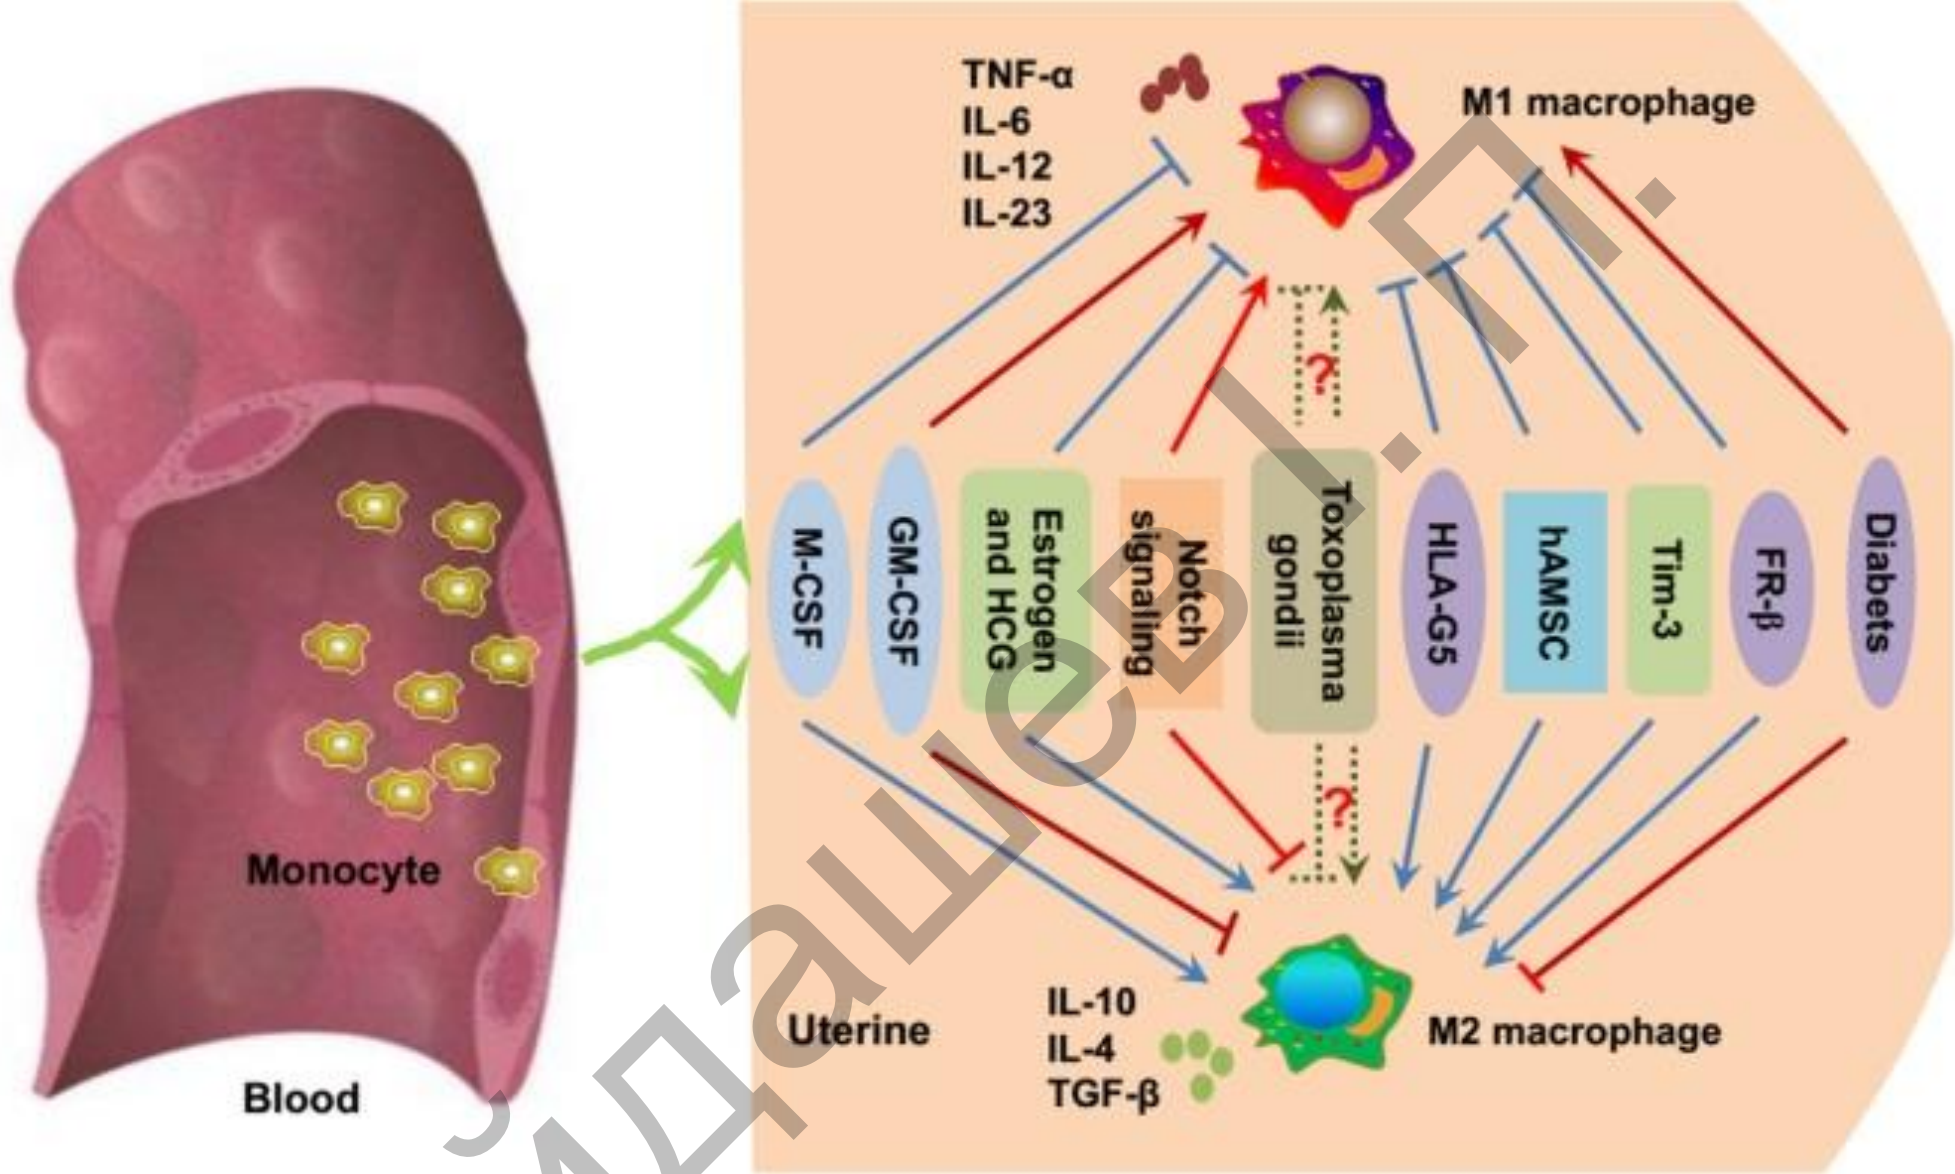 TNF-α
IL-6
IL-12
IL-23
M1 macrophage
?
M-CSF
GM-CSF
Estrogen
and HCG
Notch
signaling
Toxoplasma
gondii
HLA-G5
hAMSC
Tim-3
FR-β
Diabets
?
Monocyte
Blood
Uterine
IL-10
IL-4
TGF-β
M2 macrophage
йдашев І. П.